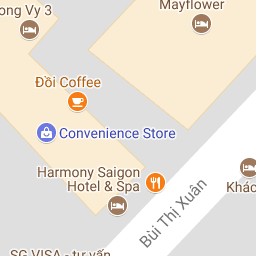 ong Vy 3
Mayflower
Đồi Coffee
Convenience Store
Harmony Saigon
Hotel & Spa
Bùi Thị Xuân
Khác
SG VISA - tư vấn